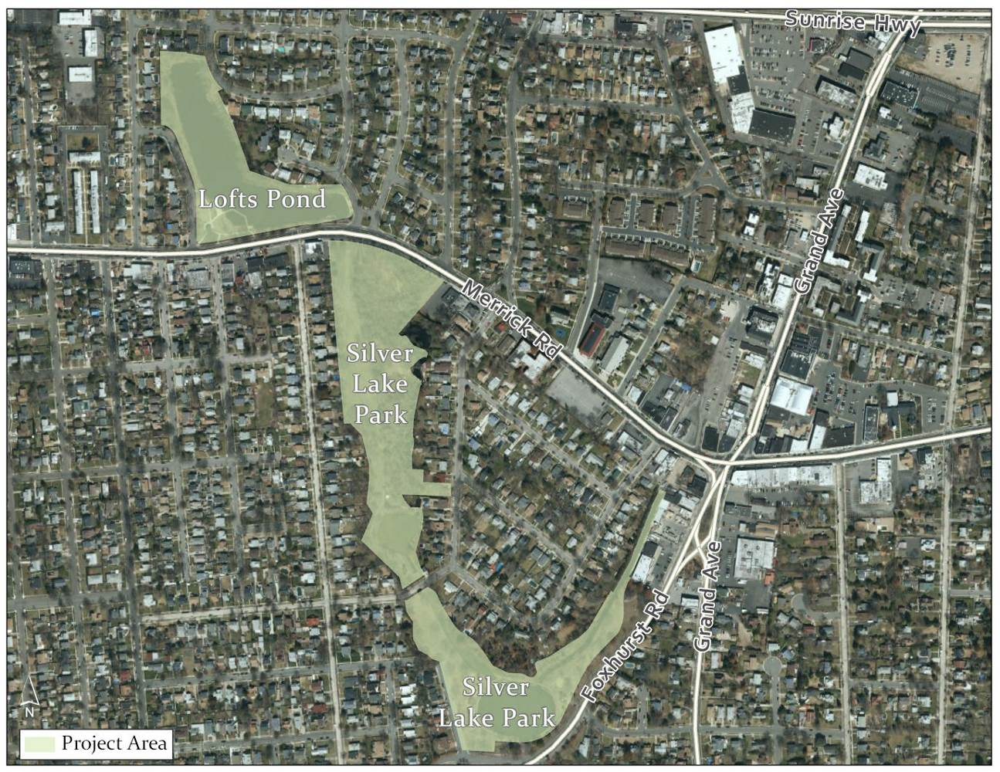 Sunrise Hwy
Lofts Pond
Grand Ave
Merrick Rd
Silver
Lake
Park
Grand Ave
Foxhurst Rd
Silver
Lake Park
N
Project Area